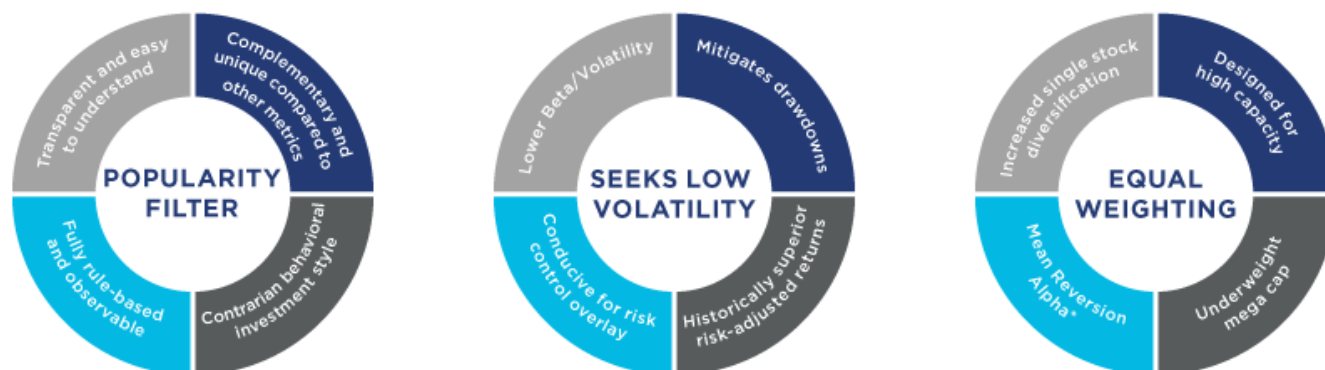 Transparent and easy
to understand
Complementary and
unique compared to
other metrics
POPULARITY
FILTER
Fully rule-based
and observable
Contrarian behavioral
investment style
Lower Beta/Volatility
Mitigates drawdowns
SEEKS LOW
VOLATILITY
Conducive for risk
control overlay
Historically superior
risk-adjusted returns
Increased single stock
diversification
Designed for
high capacity
EQUAL
WEIGHTING
Mean Reversion
Alpha*
Underweight
mega cap